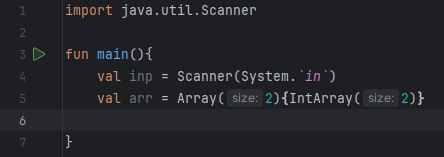 1 import java.util.Scanner
2
3 fun main(){
4 val inp = Scanner(System.`in`)
5 val arr = Array( size: 2){IntArray( size: 2)}
6
7 }